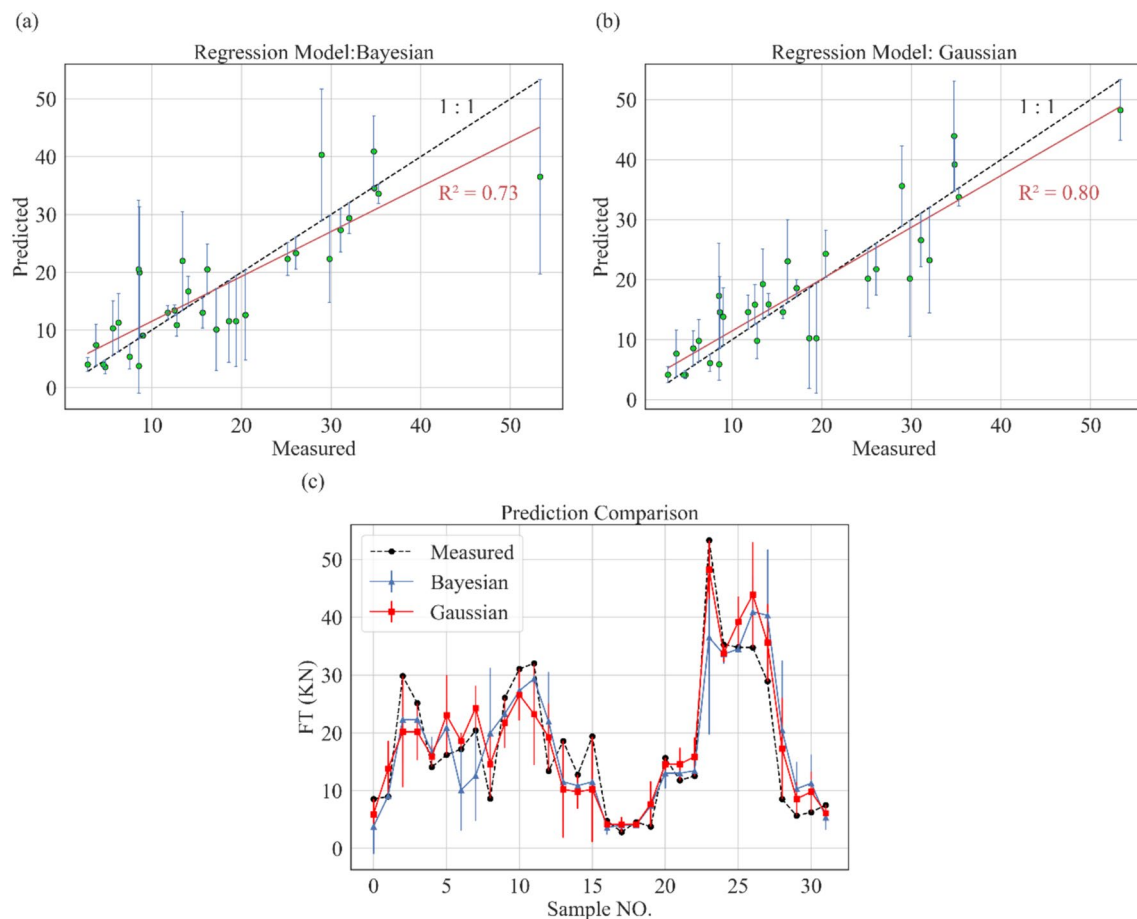 (a)
Regression Model:Bayesian
50
40
30
20
10
0
Predicted
1 : 1
R² = 0.73
10
20
30
40
50
Measured
(b)
Regression Model: Gaussian
50
40
30
20
10
0
Predicted
1 : 1
R² = 0.80
10
20
30
40
50
Measured
(c)
Prediction Comparison
Measured
Bayesian
Gaussian
50
40
30
20
10
0
FT (KN)
0
5
10
15
20
25
30
Sample NO.